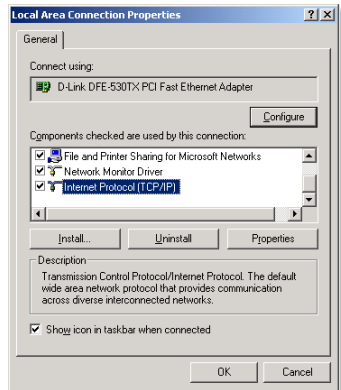 Local Area Connection Properties
General
Connect using:
D-Link DFE-530TX PCI Fast Ethernet Adapter
Configure
Components checked are used by this connection:
File and Printer Sharing for Microsoft Networks
Network Monitor Driver
Internet Protocol (TCP/IP)
Install... Uninstall Properties
Description
Transmission Control Protocol/Internet Protocol. The default
wide area network protocol that provides communication
across diverse interconnected networks.
Show icon in taskbar when connected
OK Cancel